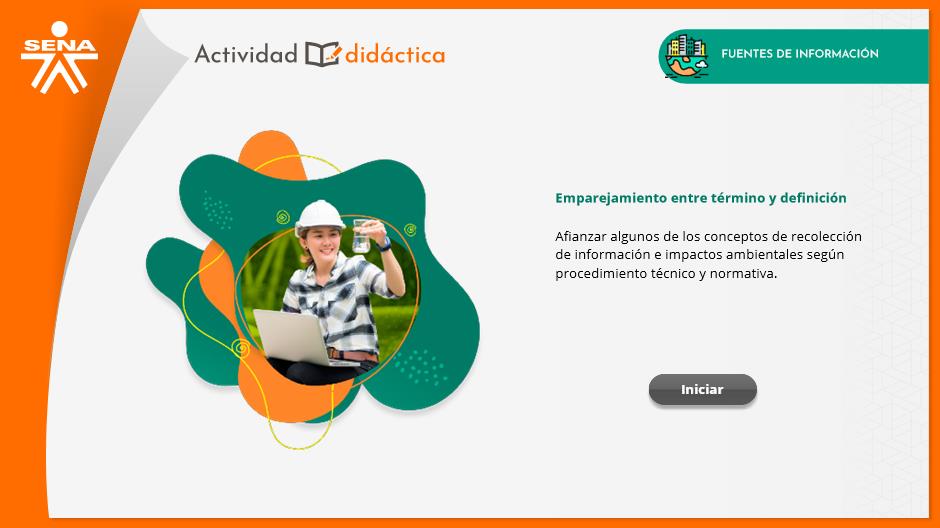 SENA
Actividad didáctica
FUENTES DE INFORMACIÓN
Emparejamiento entre término y definición
Afianzar algunos de los conceptos de recolección
de información e impactos ambientales según
procedimiento técnico y normativa.
Iniciar